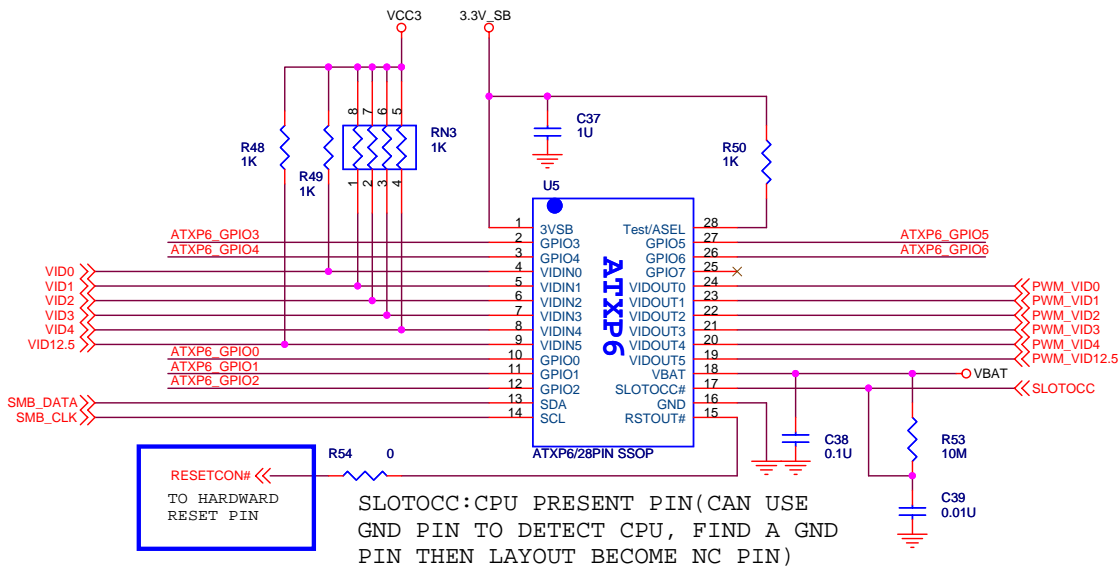 VCC3 3.3V_SB
8 7 6 5
C37
1U
R48
1K
R49
1K
RN3
1K
R50
1K
1 2 3 4
U5
1 3VSB Test/ASEL 28
ATXP6_GPIO3 2 GPIO3 GPIO5 27 ATXP6_GPIO5
ATXP6_GPIO4 3 GPIO4 GPIO6 26 ATXP6_GPIO6
VID0 4 VIDIN0 GPIO7 25
VID1 5 VIDIN1 VIDOUT0 24 PWM_VID0
VID2 6 VIDIN2 VIDOUT1 23 PWM_VID1
VID3 7 VIDIN3 VIDOUT2 22 PWM_VID2
VID4 8 VIDIN4 VIDOUT3 21 PWM_VID3
VID12.5 9 VIDIN5 VIDOUT4 20 PWM_VID4
ATXP6_GPIO0 10 GPIO0 VIDOUT5 19 PWM_VID12.5
ATXP6_GPIO1 11 GPIO1 VBAT 18 VBAT
ATXP6_GPIO2 12 GPIO2 SLOTOCC# 17 SLOTOCC
SMB_DATA 13 SDA GND 16
SMB_CLK 14 SCL RSTOUT# 15
ATXP6
ATXP6/28PIN SSOP
C38
0.1U
R53
10M
R54 0
RESETCON#
TO HARDWARD
RESET PIN
C39
0.01U
SLOTOCC:CPU PRESENT PIN(CAN USE
GND PIN TO DETECT CPU, FIND A GND
PIN THEN LAYOUT BECOME NC PIN)